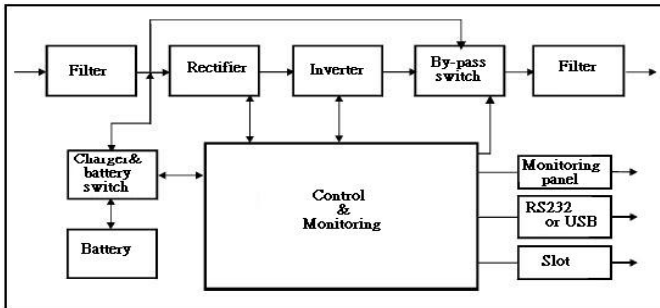 Filter
Rectifier
Inverter
By-pass
switch
Filter
Charger&
battery
switch
Control
&
Monitoring
Monitoring
panel
RS232
or USB
Battery
Slot